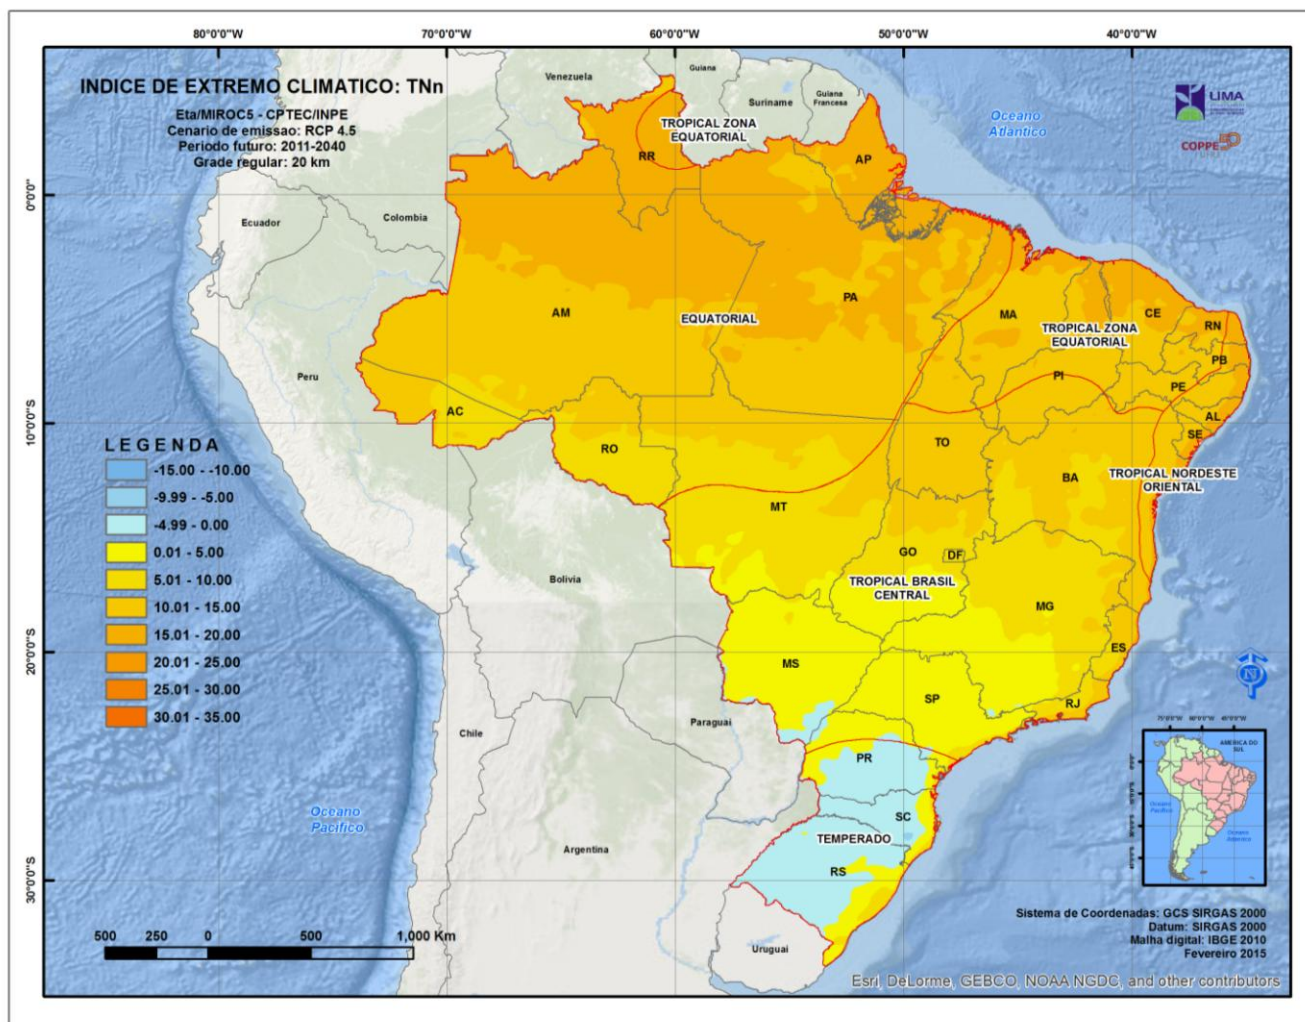 80°0'0"W
70°0'0"W
60°0'0"W
50°0'0"W
40°0'0"W
INDICE DE EXTREMO CLIMATICO: TNn
Eta/MIROC5 - CPTEC/INPE
Cenario de emissao: RCP 4.5
Periodo futuro: 2011-2040
Grade regular: 20 km
Venezuela
Guiana
Suriname
Guiana
Francesa
Oceano
Atlantico
LIMA
COPPE
TROPICAL ZONA
EQUATORIAL
RR
AP
0°0'0"
Ecuador
Colombia
AM
EQUATORIAL
PA
MA
CE
RN
TROPICAL ZONA
EQUATORIAL
PB
PI
PE
Peru
AC
AL
10°0'0"S
SE
LEGENDA
RO
TO
BA
TROPICAL NORDESTE
ORIENTAL
-15.00 - -10.00
-9.99 - -5.00
-4.99 - 0.00
0.01 - 5.00
5.01 - 10.00
10.01 - 15.00
15.01 - 20.00
20.01 - 25.00
25.01 - 30.00
30.01 - 35.00
MT
GO
DF
Bolivia
TROPICAL BRASIL
CENTRAL
MG
20°0'0"S
MS
ES
SP
RJ
Paraguai
Chile
PR
Oceano
Pacifico
SC
TEMPERADO
Argentina
RS
30°0'0"S
Uruguai
500 250 0 500 1,000 Km
N
AMERICA DO
SUL
Oceano
Pacifico
Oceano
Atlantico
Sistema de Coordenadas: GCS SIRGAS 2000
Datum: SIRGAS 2000
Malha digital: IBGE 2010
Fevereiro 2015
Esri, DeLorme, GEBCO, NOAA NGDC, and other contributors